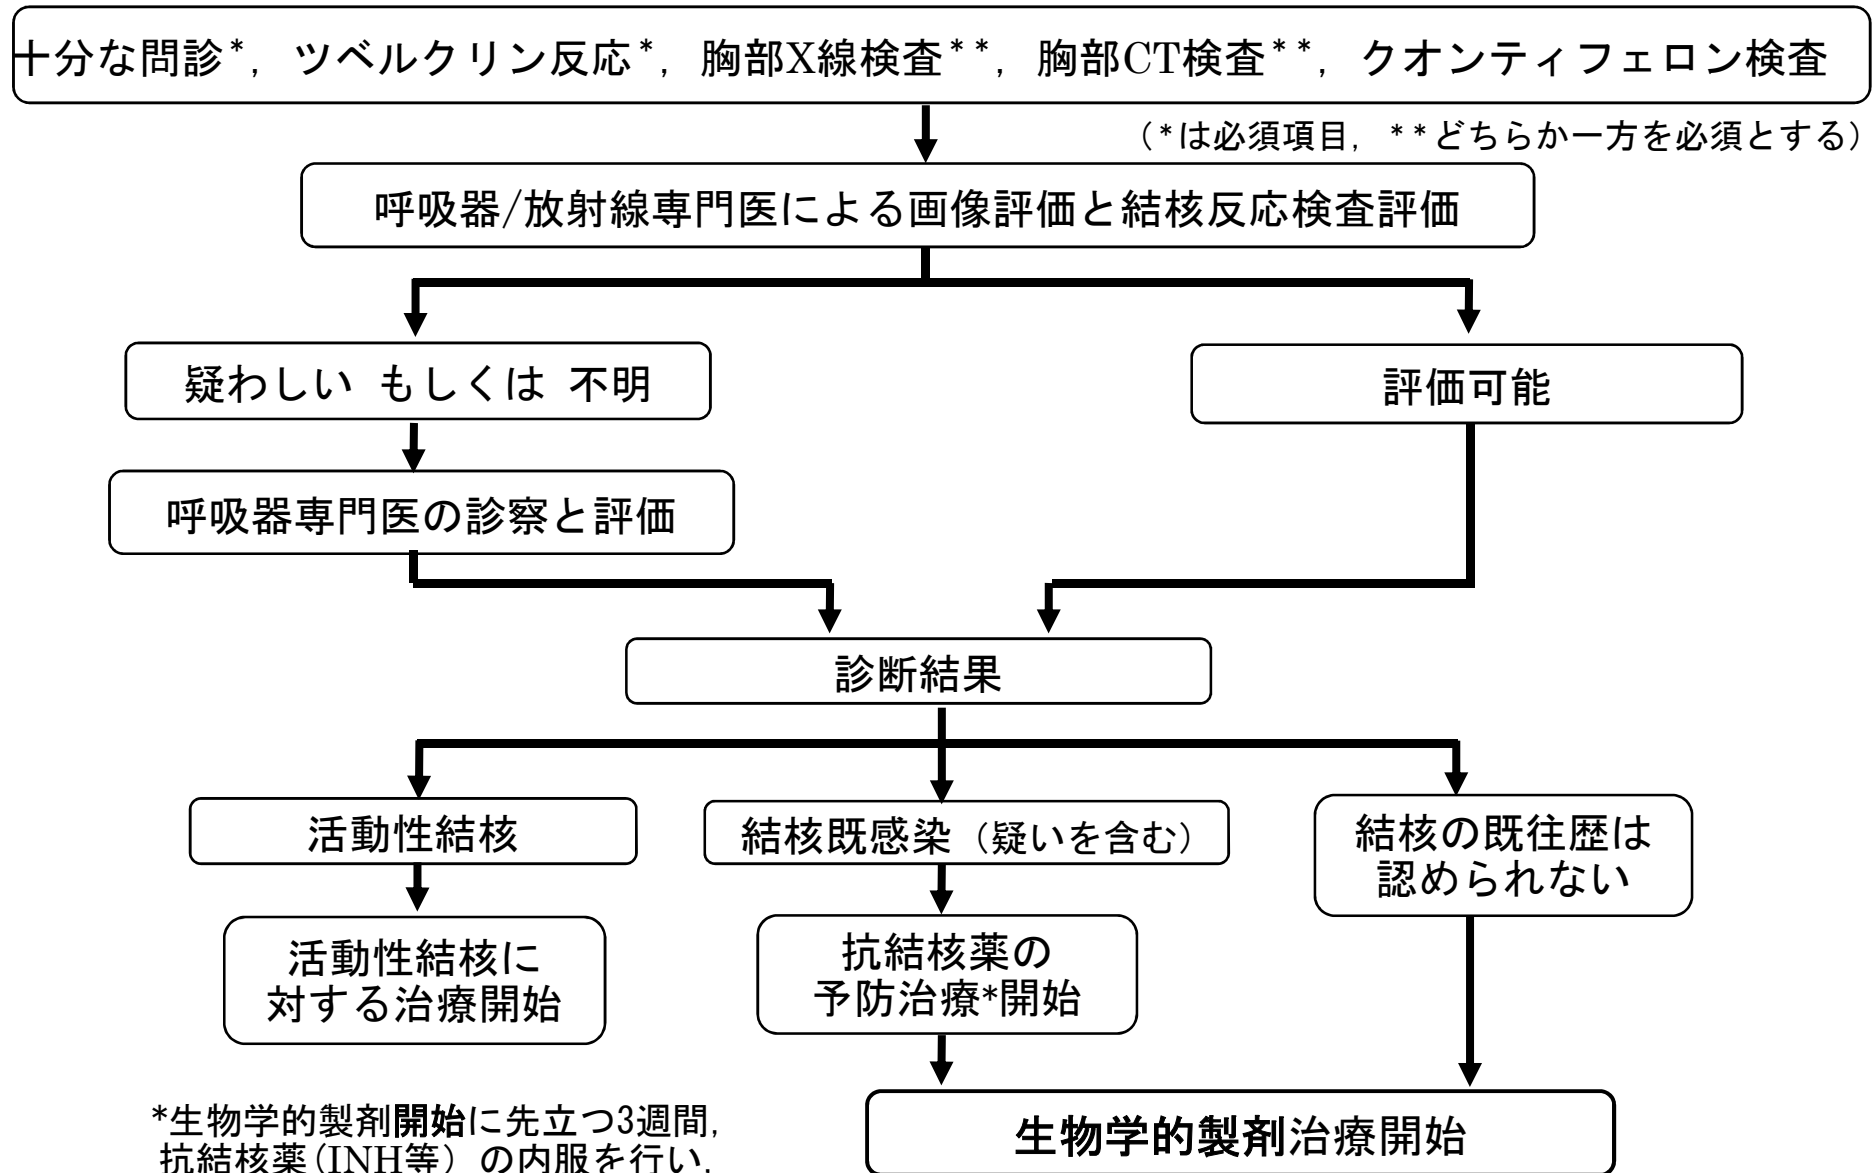 十分な問診*, ツベルクリン反応*, 胸部X線検査**, 胸部CT検査**, クオンティフェロン検査
(*は必須項目, **どちらか一方を必須とする)
呼吸器/放射線専門医による画像評価と結核反応検査評価
疑わしい もしくは 不明
評価可能
呼吸器専門医の診察と評価
診断結果
活動性結核
結核既感染（疑いを含む）
結核の既往歴は
認められない
活動性結核に
対する治療開始
抗結核薬の
予防治療*開始
*生物学的製剤開始に先立つ3週間,
抗結核薬(INH等）の内服を行い,
生物学的製剤治療開始